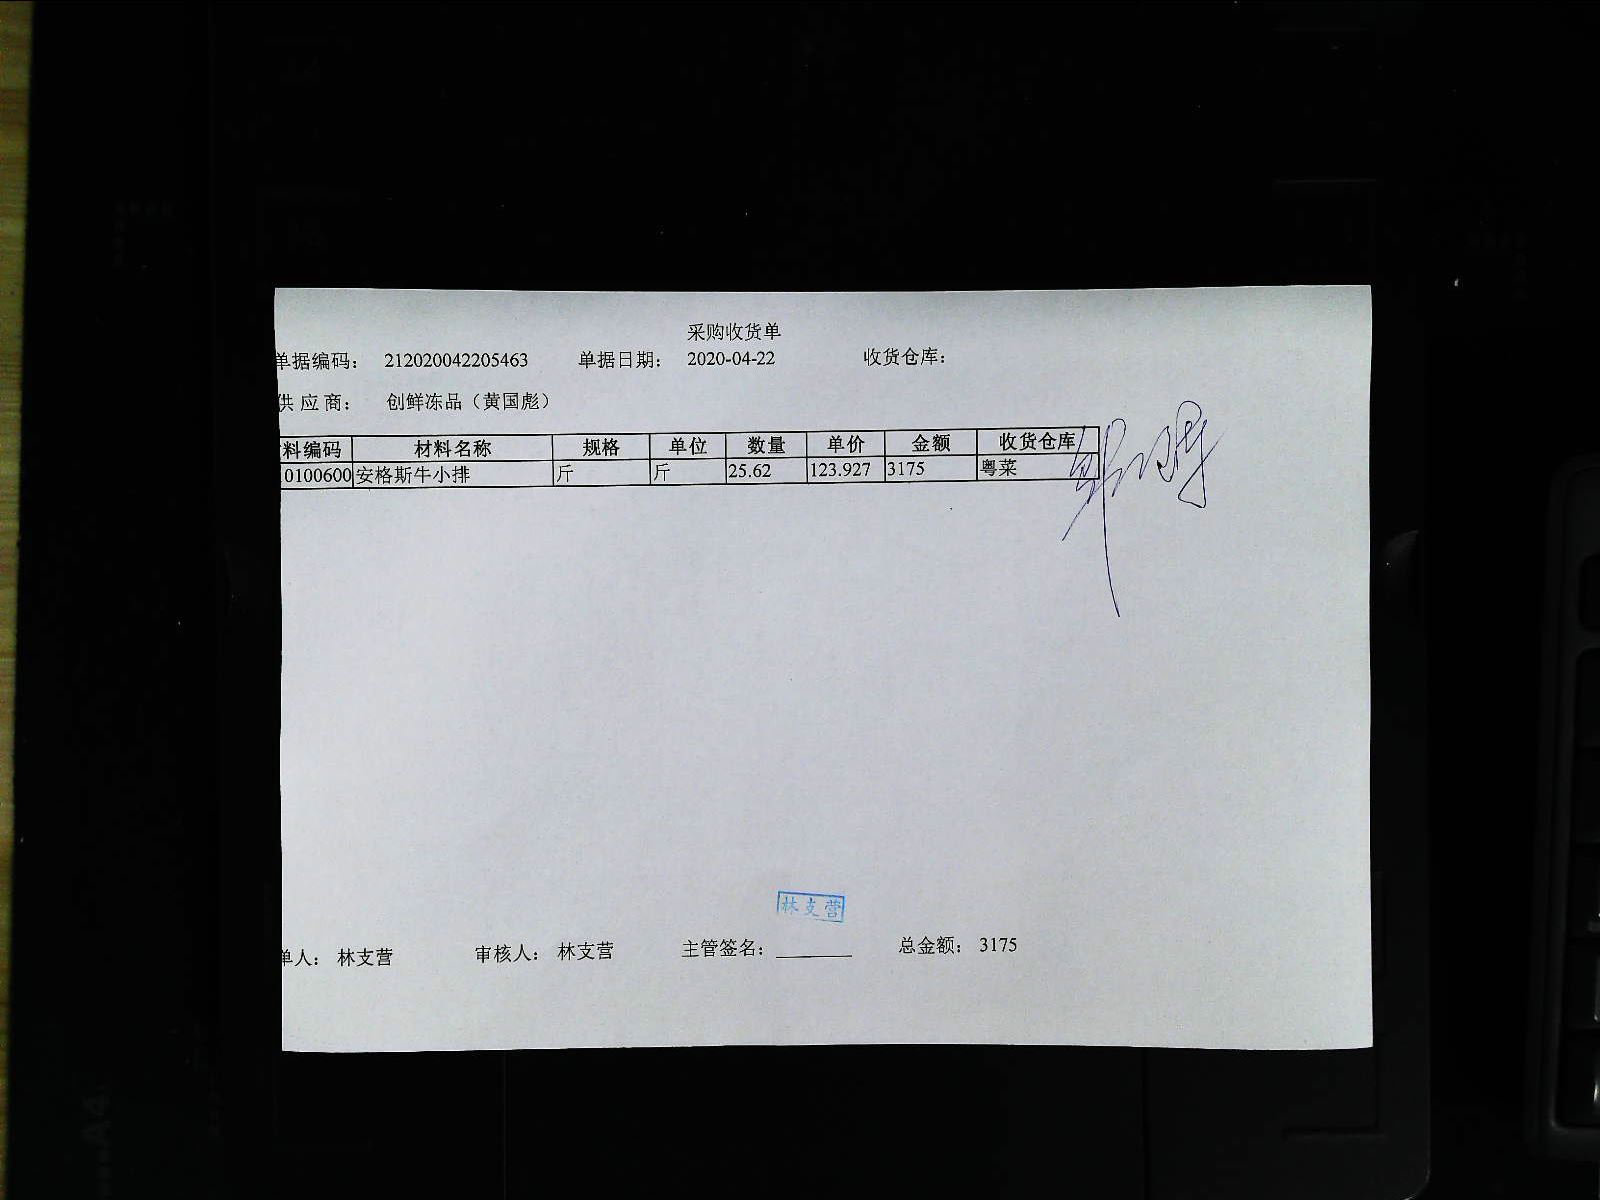 采购收货单
单据编码： 212020042205463 单据日期： 2020-04-22 收货仓库：
供 应 商： 创鲜冻品（黄国彪）
料编码 材料名称 规格 单位 数量 单价 金额 收货仓库
0100600 安格斯牛小排 斤 斤 25.62 123.927 3175 粤菜
林支营
单人： 林支营 审核人： 林支营 主管签名： 总金额： 3175
A4